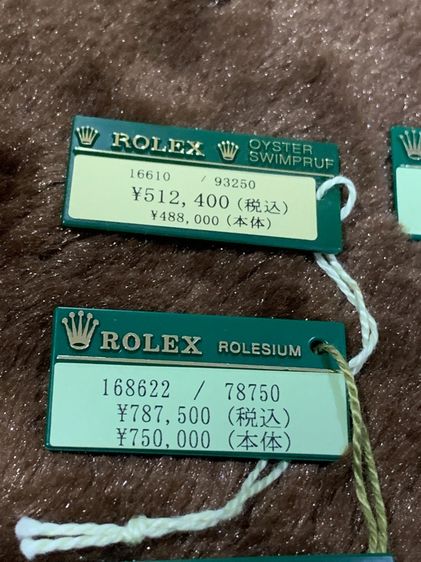 ROLEX OYSTER SWIMPRUF
16610 / 93250
¥512,400 (税込)
¥488,000 (本体)
ROLEX ROLESIUM
168622 / 78750
¥787,500 (税込)
¥750,000 (本体)